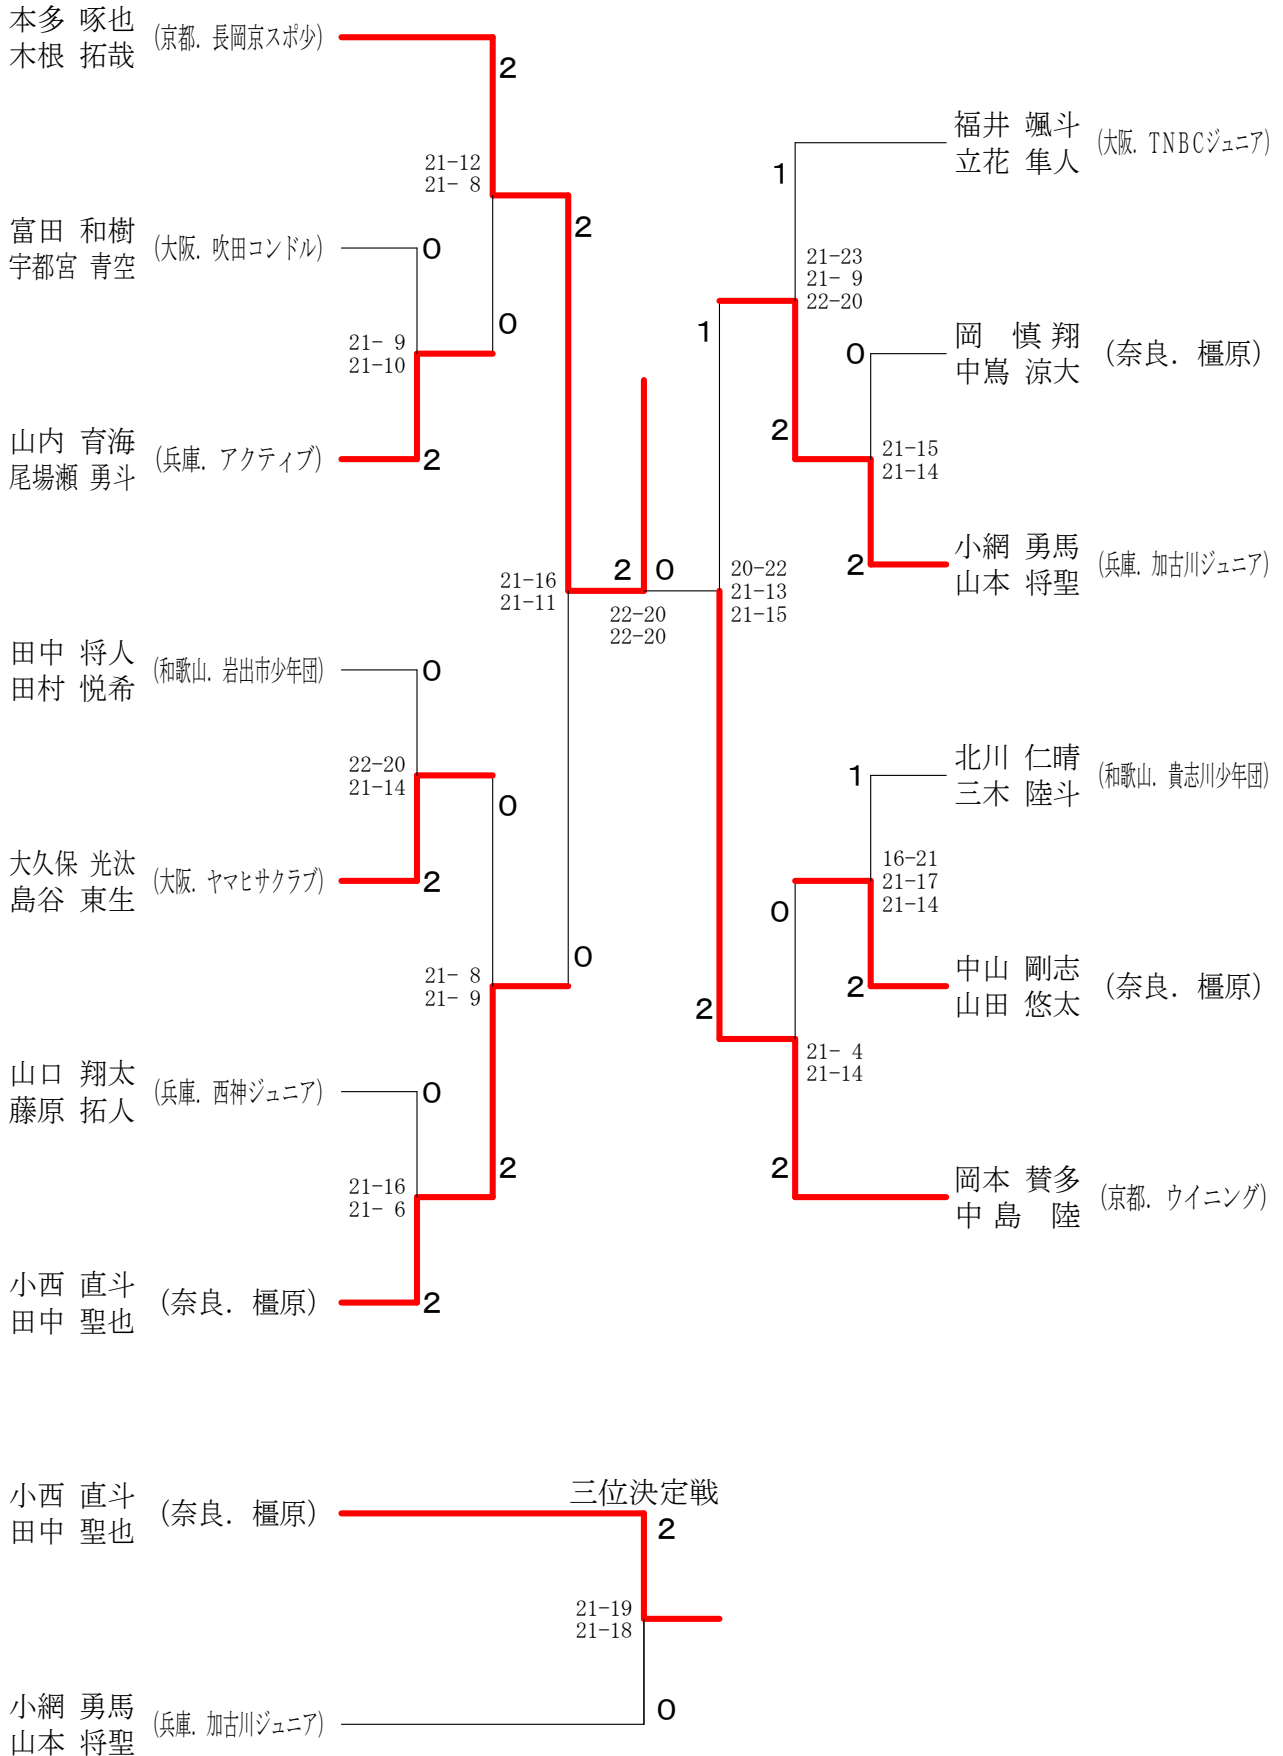 本多 啄也
木根 拓哉
(京都. 長岡京スポ少)
2
21-12
21- 8
2
富田 和樹
宇都宮 青空
(大阪. 吹田コンドル)
0
0
21- 9
21-10
山内 育海
尾場瀬 勇斗
(兵庫. アクティブ)
2
21-16
21-11
田中 将人
田村 悦希
(和歌山. 岩出市少年団)
0
22-20
21-14
0
大久保 光汰
島谷 東生
(大阪. ヤマヒサクラブ)
2
0
21- 8
21- 9
山口 翔太
藤原 拓人
(兵庫. 西神ジュニア)
0
2
21-16
21- 6
小西 直斗
田中 聖也
(奈良. 橿原)
2
2
0
22-20
22-20
福井 颯斗
立花 隼人
(大阪. TNBCジュニア)
1
21-23
21- 9
22-20
1
岡 慎翔
中嶌 涼大
(奈良. 橿原)
0
2
21-15
21-14
小網 勇馬
山本 将聖
(兵庫. 加古川ジュニア)
2
20-22
21-13
21-15
北川 仁晴
三木 陸斗
(和歌山. 貴志川少年団)
1
16-21
21-17
21-14
0
中山 剛志
山田 悠太
(奈良. 橿原)
2
2
21- 4
21-14
岡本 賛多
中島 陸
(京都. ウイニング)
2
三位決定戦
小西 直斗
田中 聖也
(奈良. 橿原)
2
21-19
21-18
小網 勇馬
山本 将聖
(兵庫. 加古川ジュニア)
0